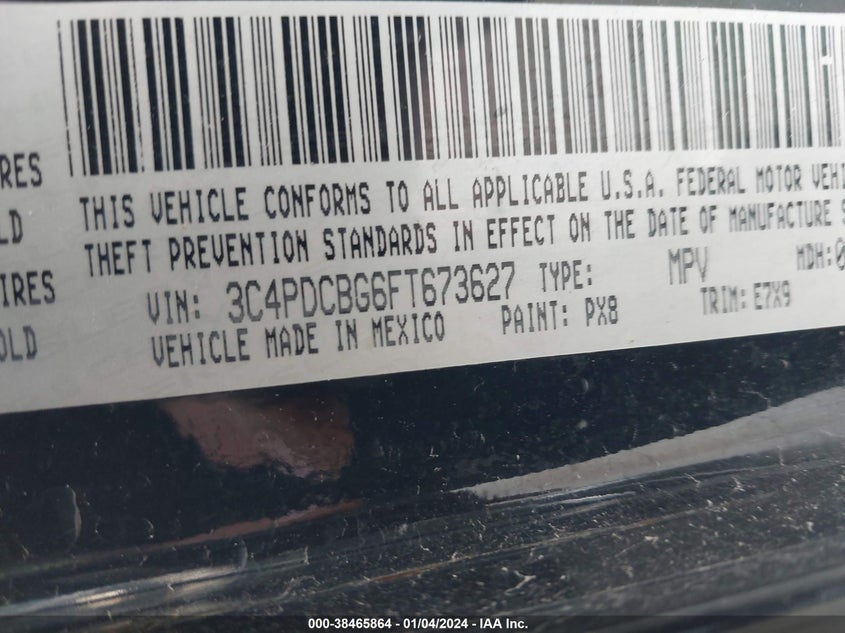 RES
LD
IRES
OLD
THIS VEHICLE CONFORMS TO ALL APPLICABLE U.S.A. FEDERAL MOTOR VEHI
THEFT PREVENTION STANDARDS IN EFFECT ON THE DATE OF MANUFACTURE S
VIN: 3C4PDCBG6FT673627 TYPE: MPV MDH:0
VEHICLE MADE IN MEXICO PAINT: PX8 TRIM: E7X9
000-38465864 - 01/04/2024 - IAA Inc.